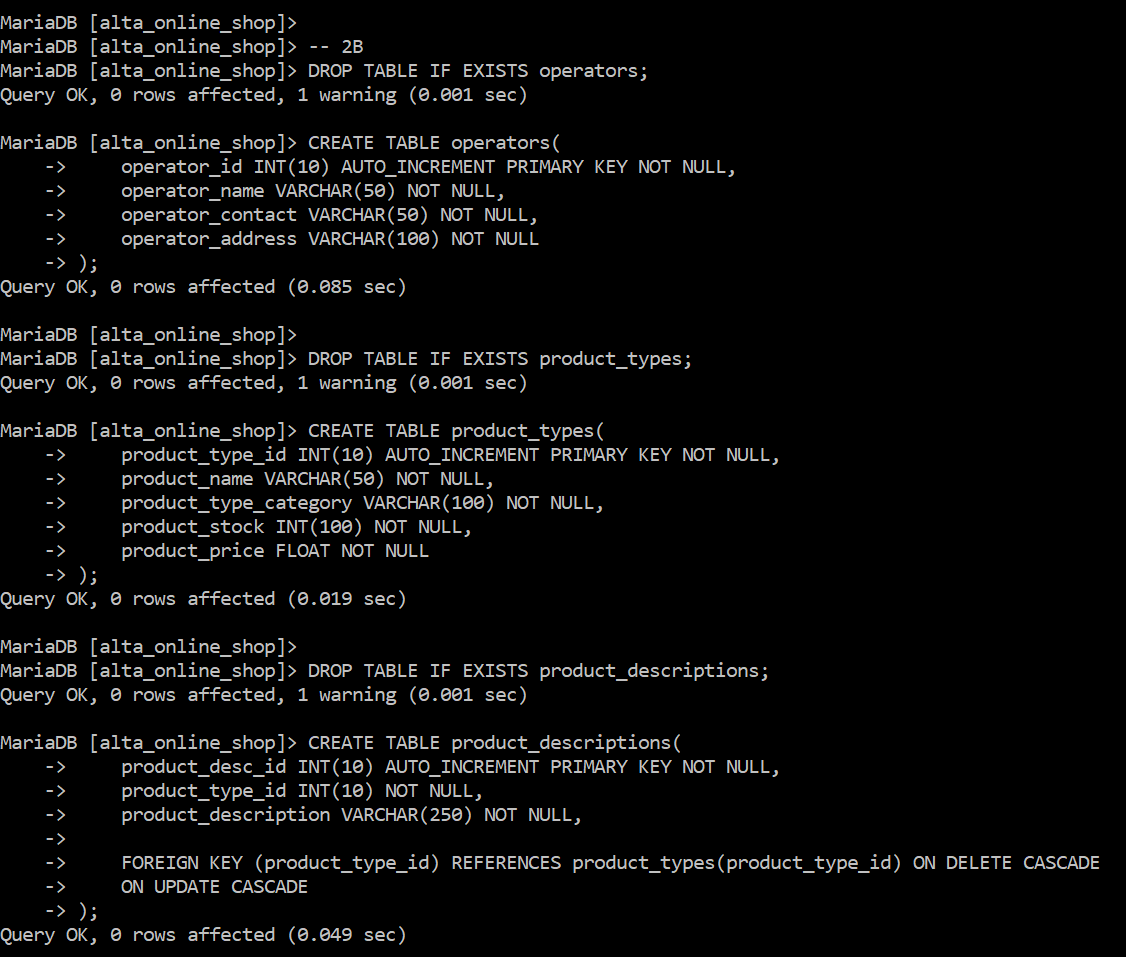 MariaDB [alta_online_shop]>
MariaDB [alta_online_shop]> -- 2B
MariaDB [alta_online_shop]> DROP TABLE IF EXISTS operators;
Query OK, 0 rows affected, 1 warning (0.001 sec)

MariaDB [alta_online_shop]> CREATE TABLE operators(
    ->     operator_id INT(10) AUTO_INCREMENT PRIMARY KEY NOT NULL,
    ->     operator_name VARCHAR(50) NOT NULL,
    ->     operator_contact VARCHAR(50) NOT NULL,
    ->     operator_address VARCHAR(100) NOT NULL
    -> );
Query OK, 0 rows affected (0.085 sec)

MariaDB [alta_online_shop]>
MariaDB [alta_online_shop]> DROP TABLE IF EXISTS product_types;
Query OK, 0 rows affected, 1 warning (0.001 sec)

MariaDB [alta_online_shop]> CREATE TABLE product_types(
    ->     product_type_id INT(10) AUTO_INCREMENT PRIMARY KEY NOT NULL,
    ->     product_name VARCHAR(50) NOT NULL,
    ->     product_type_category VARCHAR(100) NOT NULL,
    ->     product_stock INT(100) NOT NULL,
    ->     product_price FLOAT NOT NULL
    -> );
Query OK, 0 rows affected (0.019 sec)

MariaDB [alta_online_shop]>
MariaDB [alta_online_shop]> DROP TABLE IF EXISTS product_descriptions;
Query OK, 0 rows affected, 1 warning (0.001 sec)

MariaDB [alta_online_shop]> CREATE TABLE product_descriptions(
    ->     product_desc_id INT(10) AUTO_INCREMENT PRIMARY KEY NOT NULL,
    ->     product_type_id INT(10) NOT NULL,
    ->     product_description VARCHAR(250) NOT NULL,
    ->
    ->     FOREIGN KEY (product_type_id) REFERENCES product_types(product_type_id) ON DELETE CASCADE
    ->     ON UPDATE CASCADE
    -> );
Query OK, 0 rows affected (0.049 sec)